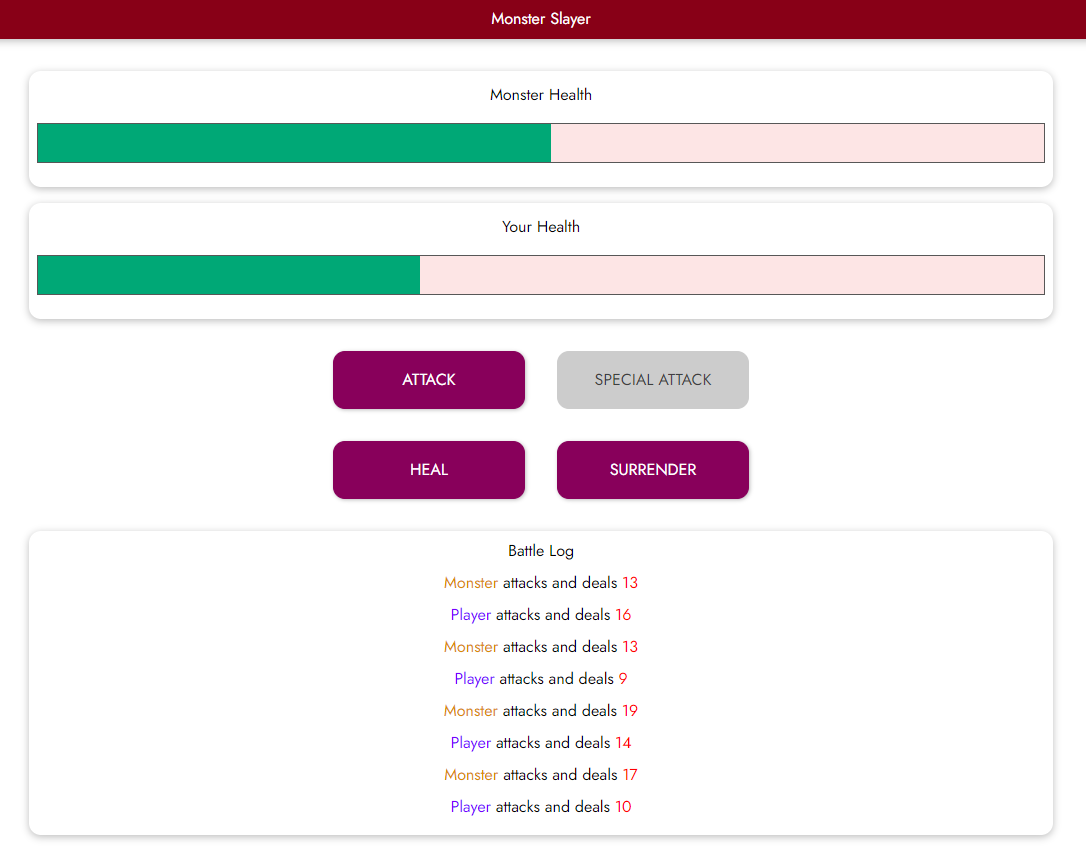 Monster Slayer
Monster Health
Your Health
ATTACK
SPECIAL ATTACK
HEAL
SURRENDER
Battle Log
Monster attacks and deals 13
Player attacks and deals 16
Monster attacks and deals 13
Player attacks and deals 9
Monster attacks and deals 19
Player attacks and deals 14
Monster attacks and deals 17
Player attacks and deals 10